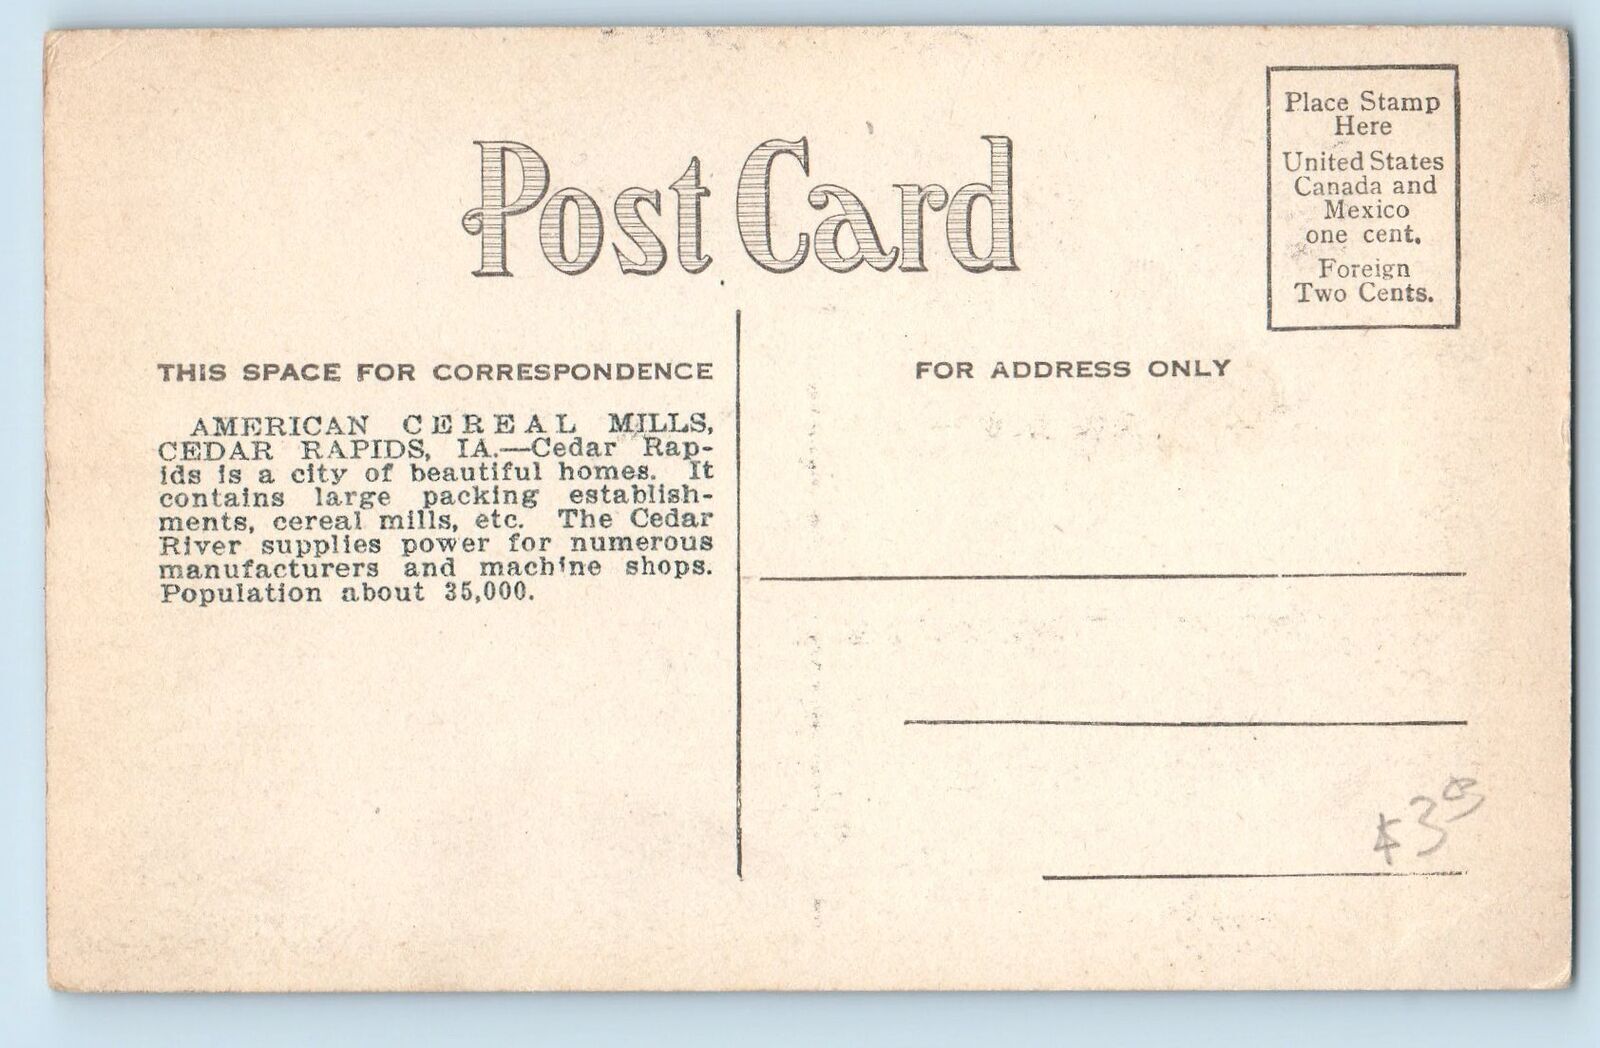 Post Card
Place Stamp
Here
United States
Canada and
Mexico
one cent.
Foreign
Two Cents.
THIS SPACE FOR CORRESPONDENCE
FOR ADDRESS ONLY
AMERICAN CEREAL MILLS,
CEDAR RAPIDS, IA.—Cedar Rap-
ids is a city of beautiful homes. It
contains large packing establish-
ments, cereal mills, etc. The Cedar
River supplies power for numerous
manufacturers and machine shops.
Population about 35,000.